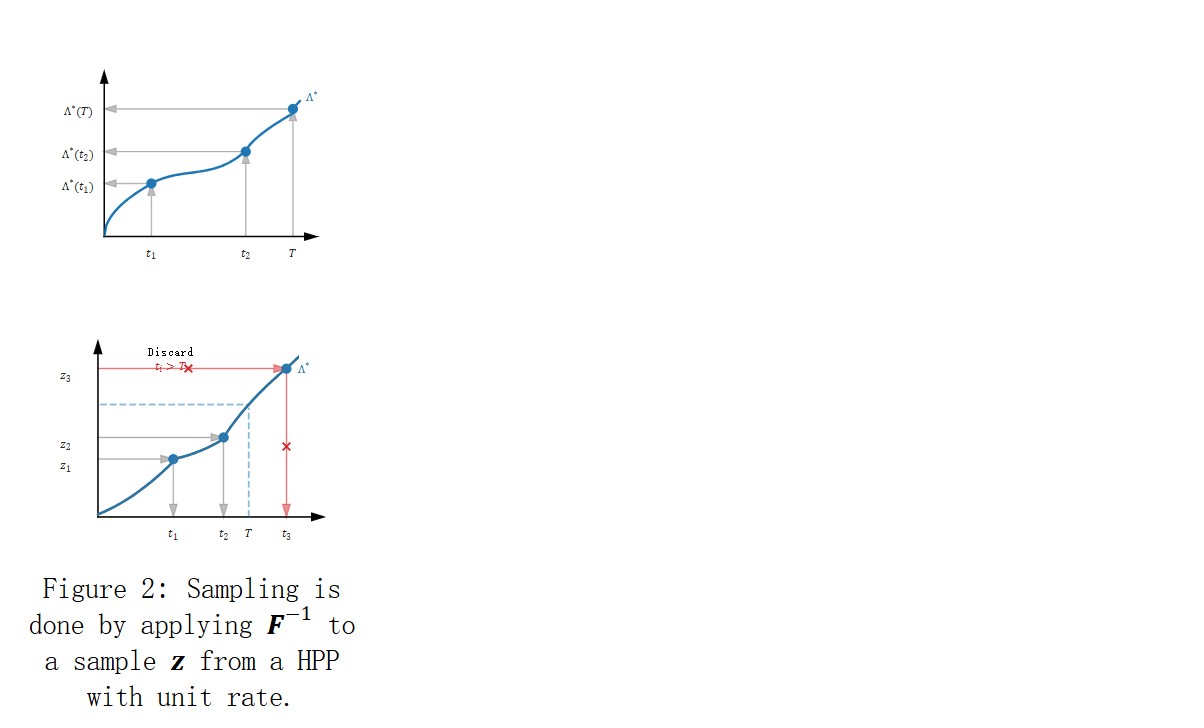 Λ*
Λ*(T)
Λ*(t₂)
Λ*(t₁)
t₁ t₂ T
Discard
tᵢ > T
z₃
Λ*
z₂
z₁
t₁ t₂ T t₃
Figure 2: Sampling is
done by applying F⁻¹ to
a sample z from a HPP
with unit rate.